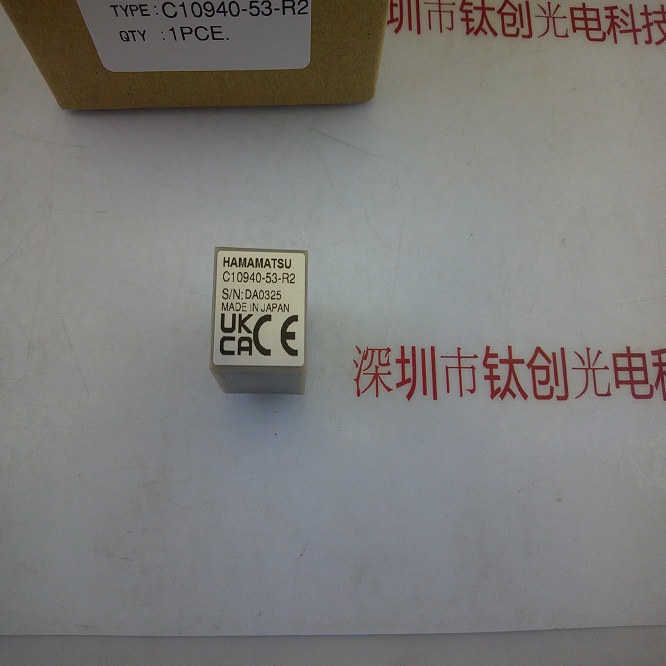 TYPE: C10940-53-R2
QTY : 1PCE.
深圳市钛创光电科技
HAMAMATSU
C10940-53-R2
S/N: DA0325
MADE IN JAPAN
UK
CA CE
深圳市钛创光电科